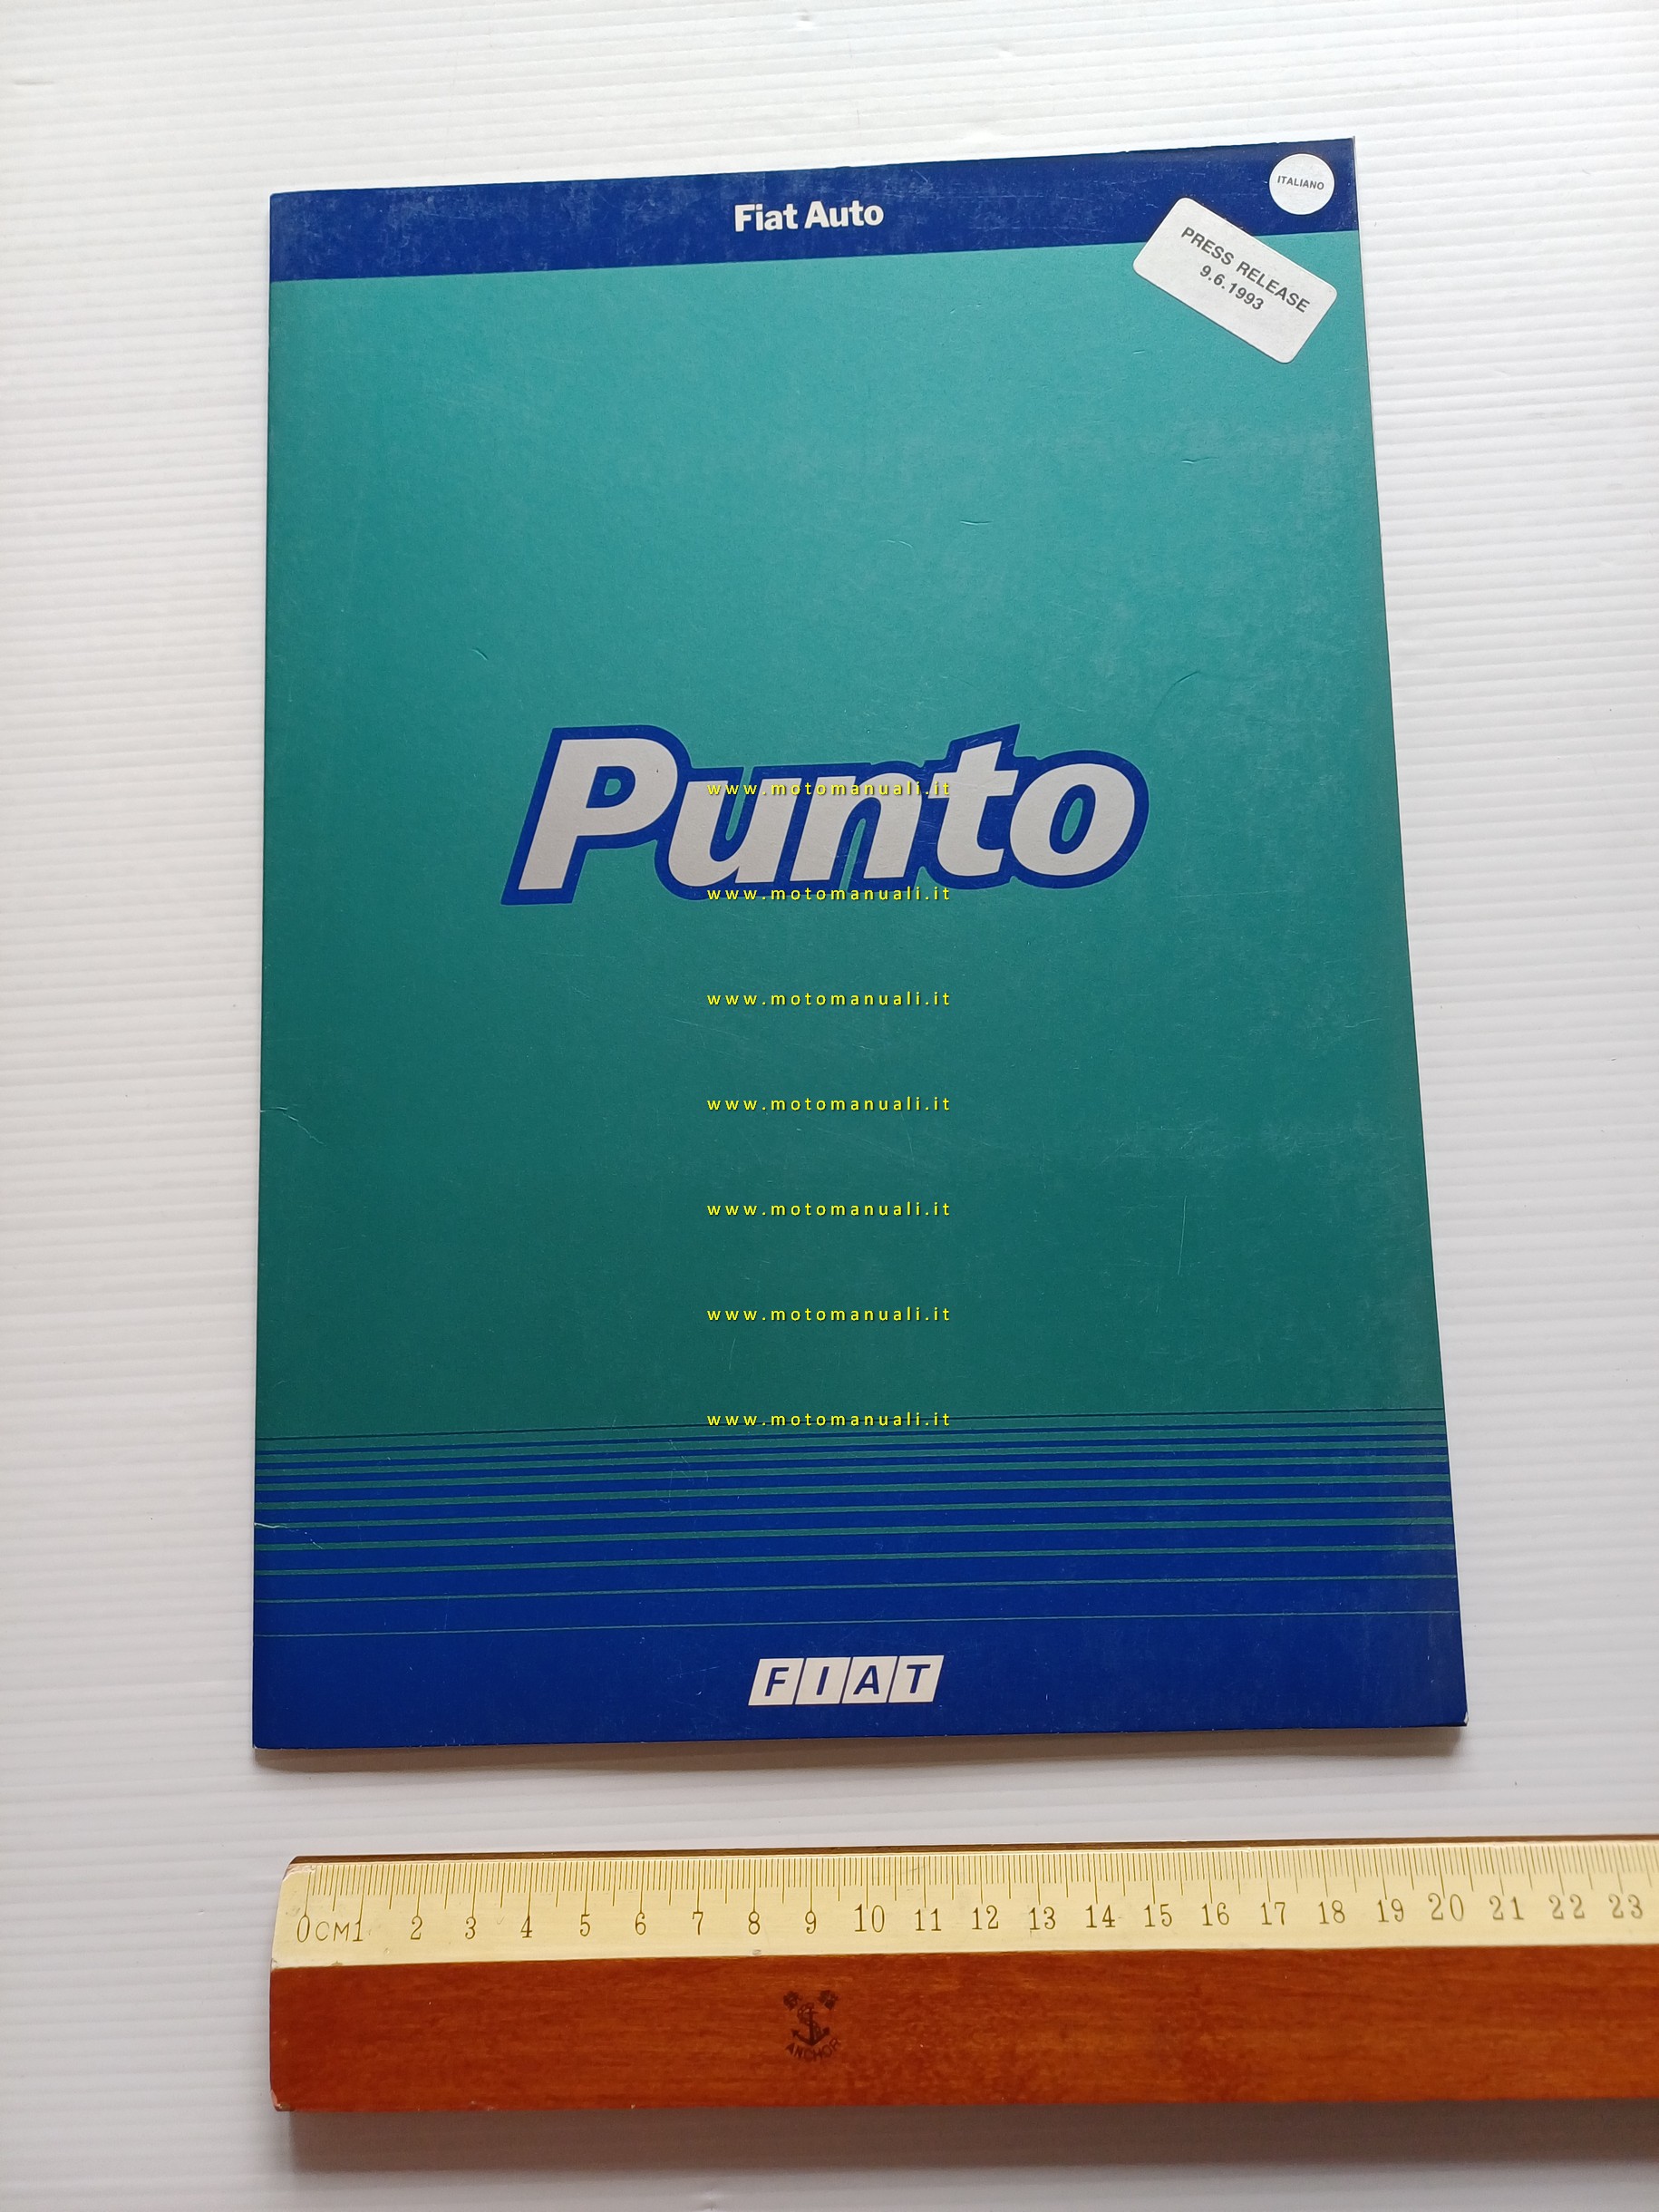 Fiat Auto
ITALIANO
PRESS RELEASE
9.6.1993
Punto
www.motomanuali.it
www.motomanuali.it
www.motomanuali.it
www.motomanuali.it
www.motomanuali.it
www.motomanuali.it
www.motomanuali.it
FIAT
0CM1 2 3 4 5 6 7 8 9 10 11 12 13 14 15 16 17 18 19 20 21 22 23
ANCHOR